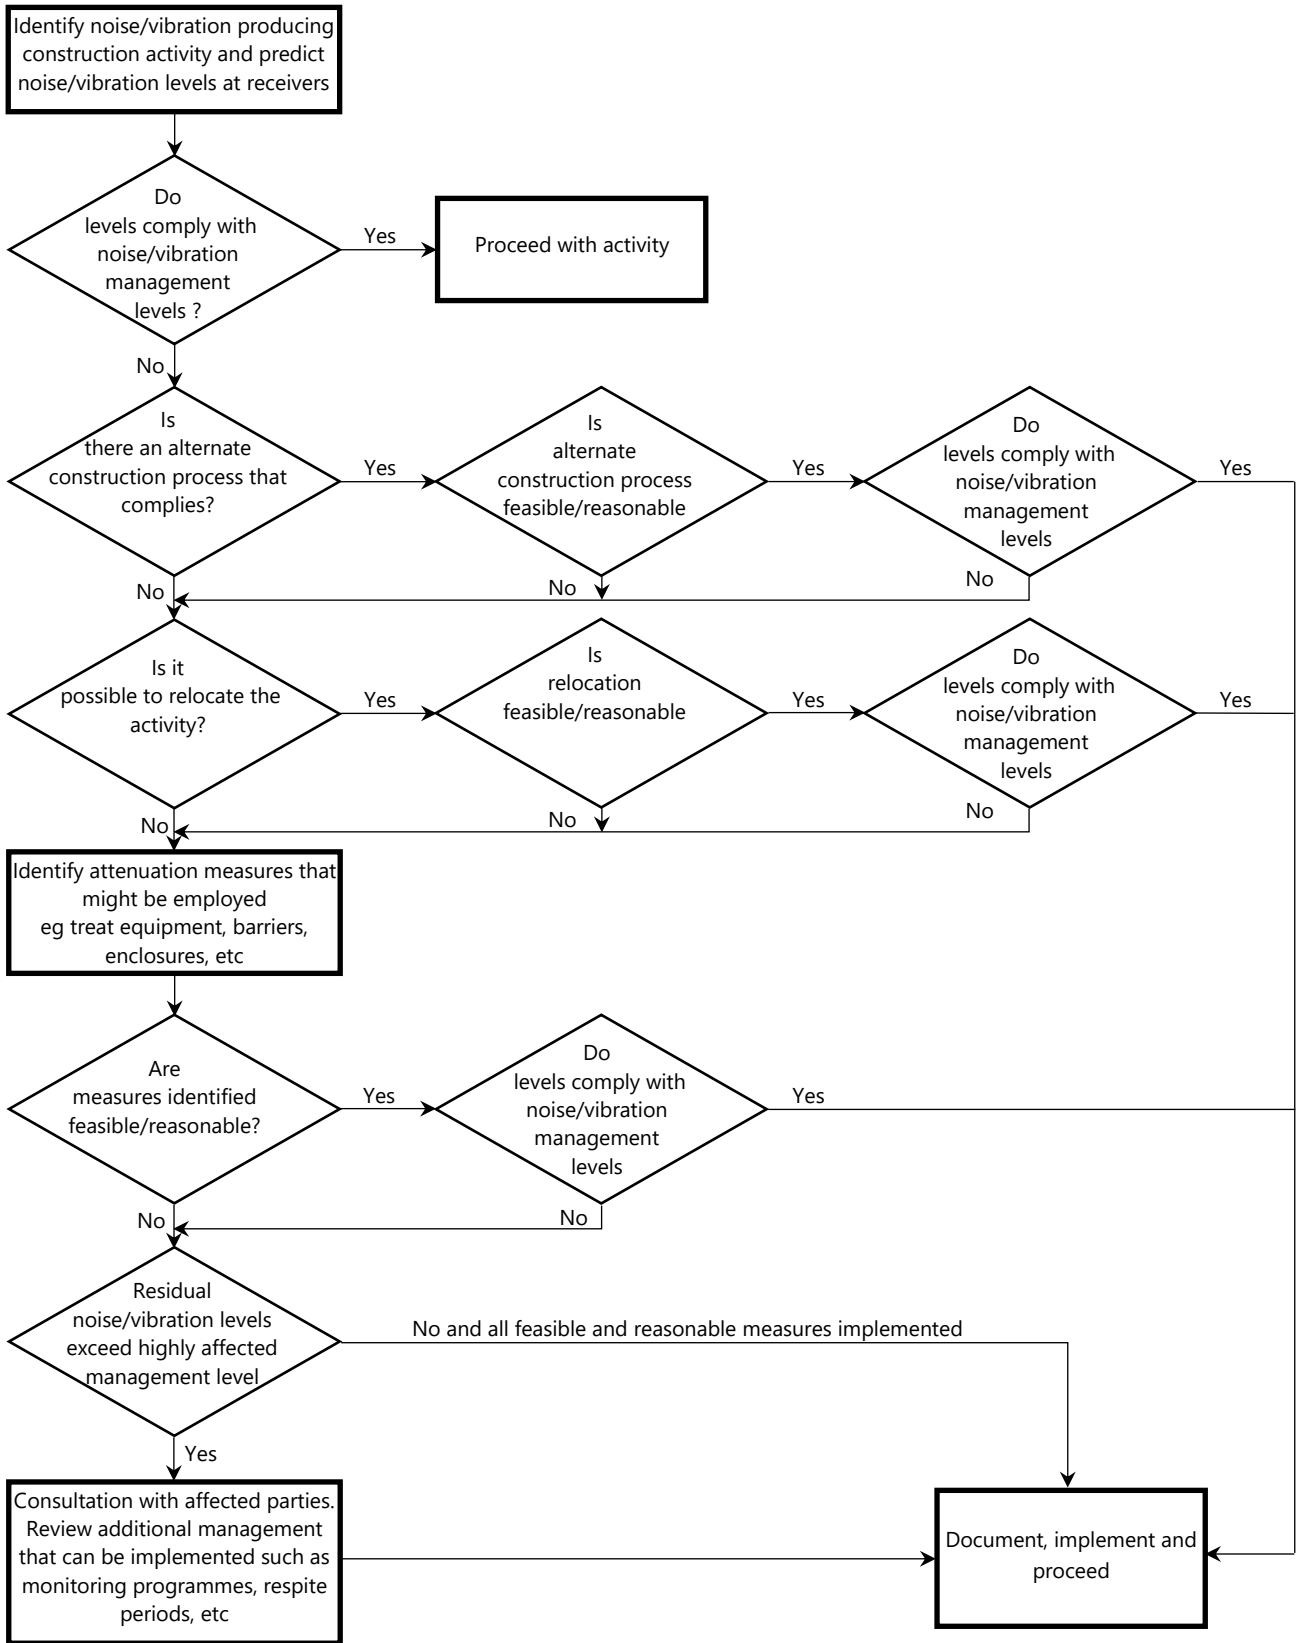 Identify noise/vibration producing
construction activity and predict
noise/vibration levels at receivers
Do
levels comply with
noise/vibration
management
levels ?
Yes
Proceed with activity
No
Is
there an alternate
construction process that
complies?
Yes
Is
alternate
construction process
feasible/reasonable
Yes
Do
levels comply with
noise/vibration
management
levels
Yes
No
No
No
Is it
possible to relocate the
activity?
Yes
Is
relocation
feasible/reasonable
Yes
Do
levels comply with
noise/vibration
management
levels
Yes
No
No
No
Identify attenuation measures that
might be employed
eg treat equipment, barriers,
enclosures, etc
Are
measures identified
feasible/reasonable?
Yes
Do
levels comply with
noise/vibration
management
levels
Yes
No
No
Residual
noise/vibration levels
exceed highly affected
management level
No and all feasible and reasonable measures implemented
Yes
Consultation with affected parties.
Review additional management
that can be implemented such as
monitoring programmes, respite
periods, etc
Document, implement and
proceed